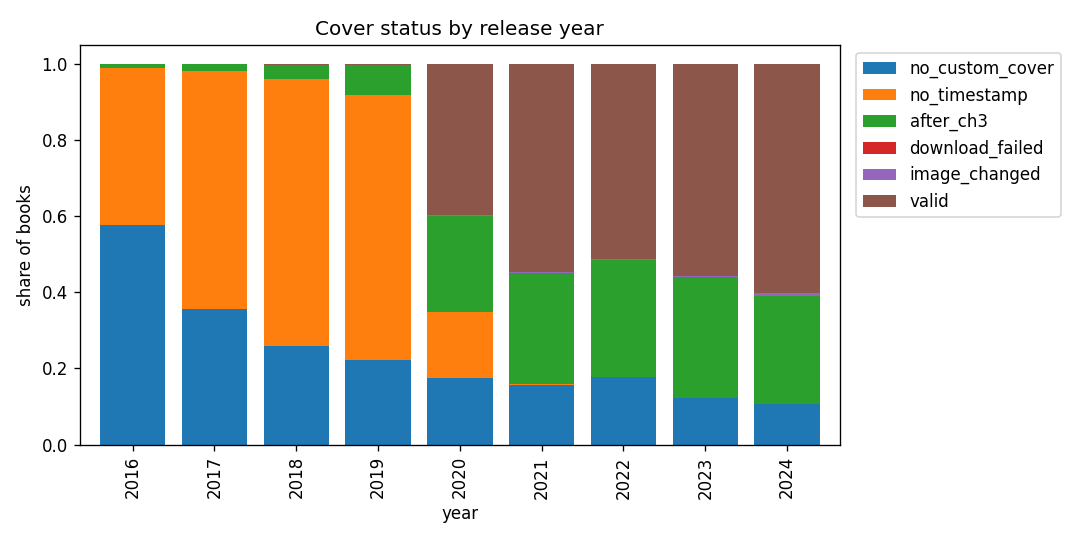 Cover status by release year
share of books
1.0
0.8
0.6
0.4
0.2
0.0
2016
2017
2018
2019
2020
2021
2022
2023
2024
year
no_custom_cover
no_timestamp
after_ch3
download_failed
image_changed
valid